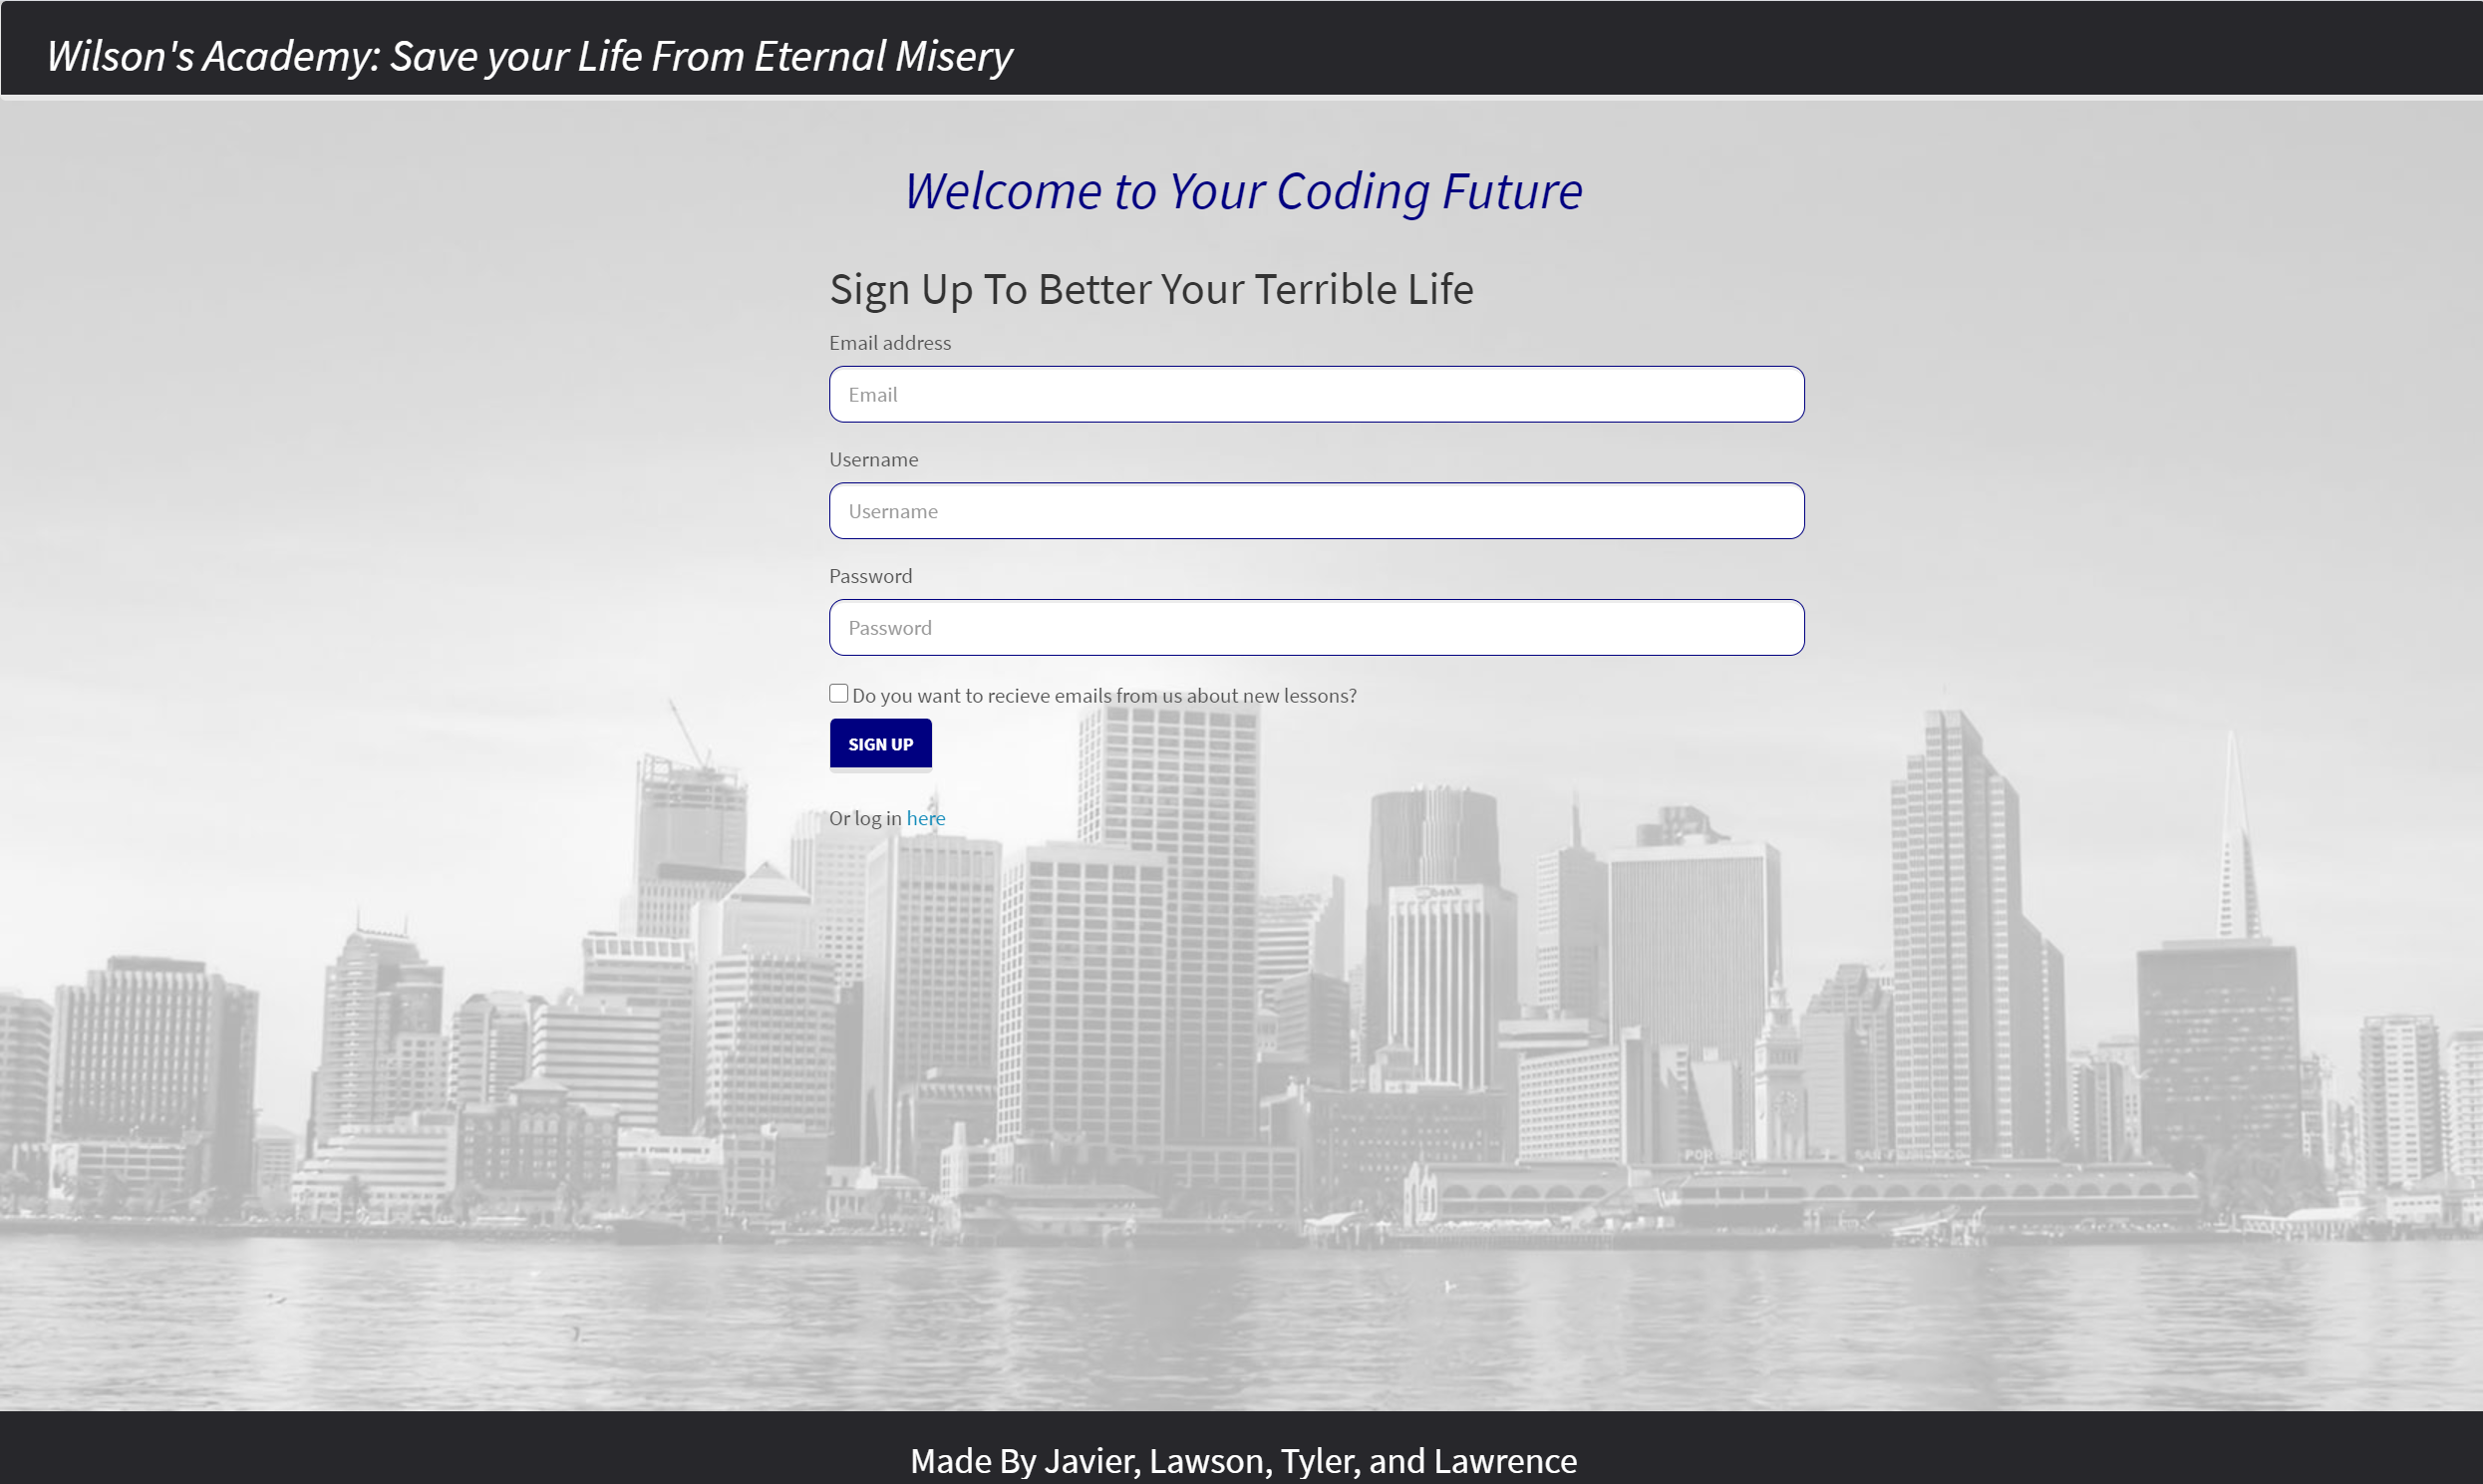 Wilson's Academy: Save your Life From Eternal Misery
Welcome to Your Coding Future
Sign Up To Better Your Terrible Life
Email address
Email
Username
Username
Password
Password
Do you want to recieve emails from us about new lessons?
SIGN UP
Or log in here
Made By Javier, Lawson, Tyler, and Lawrence